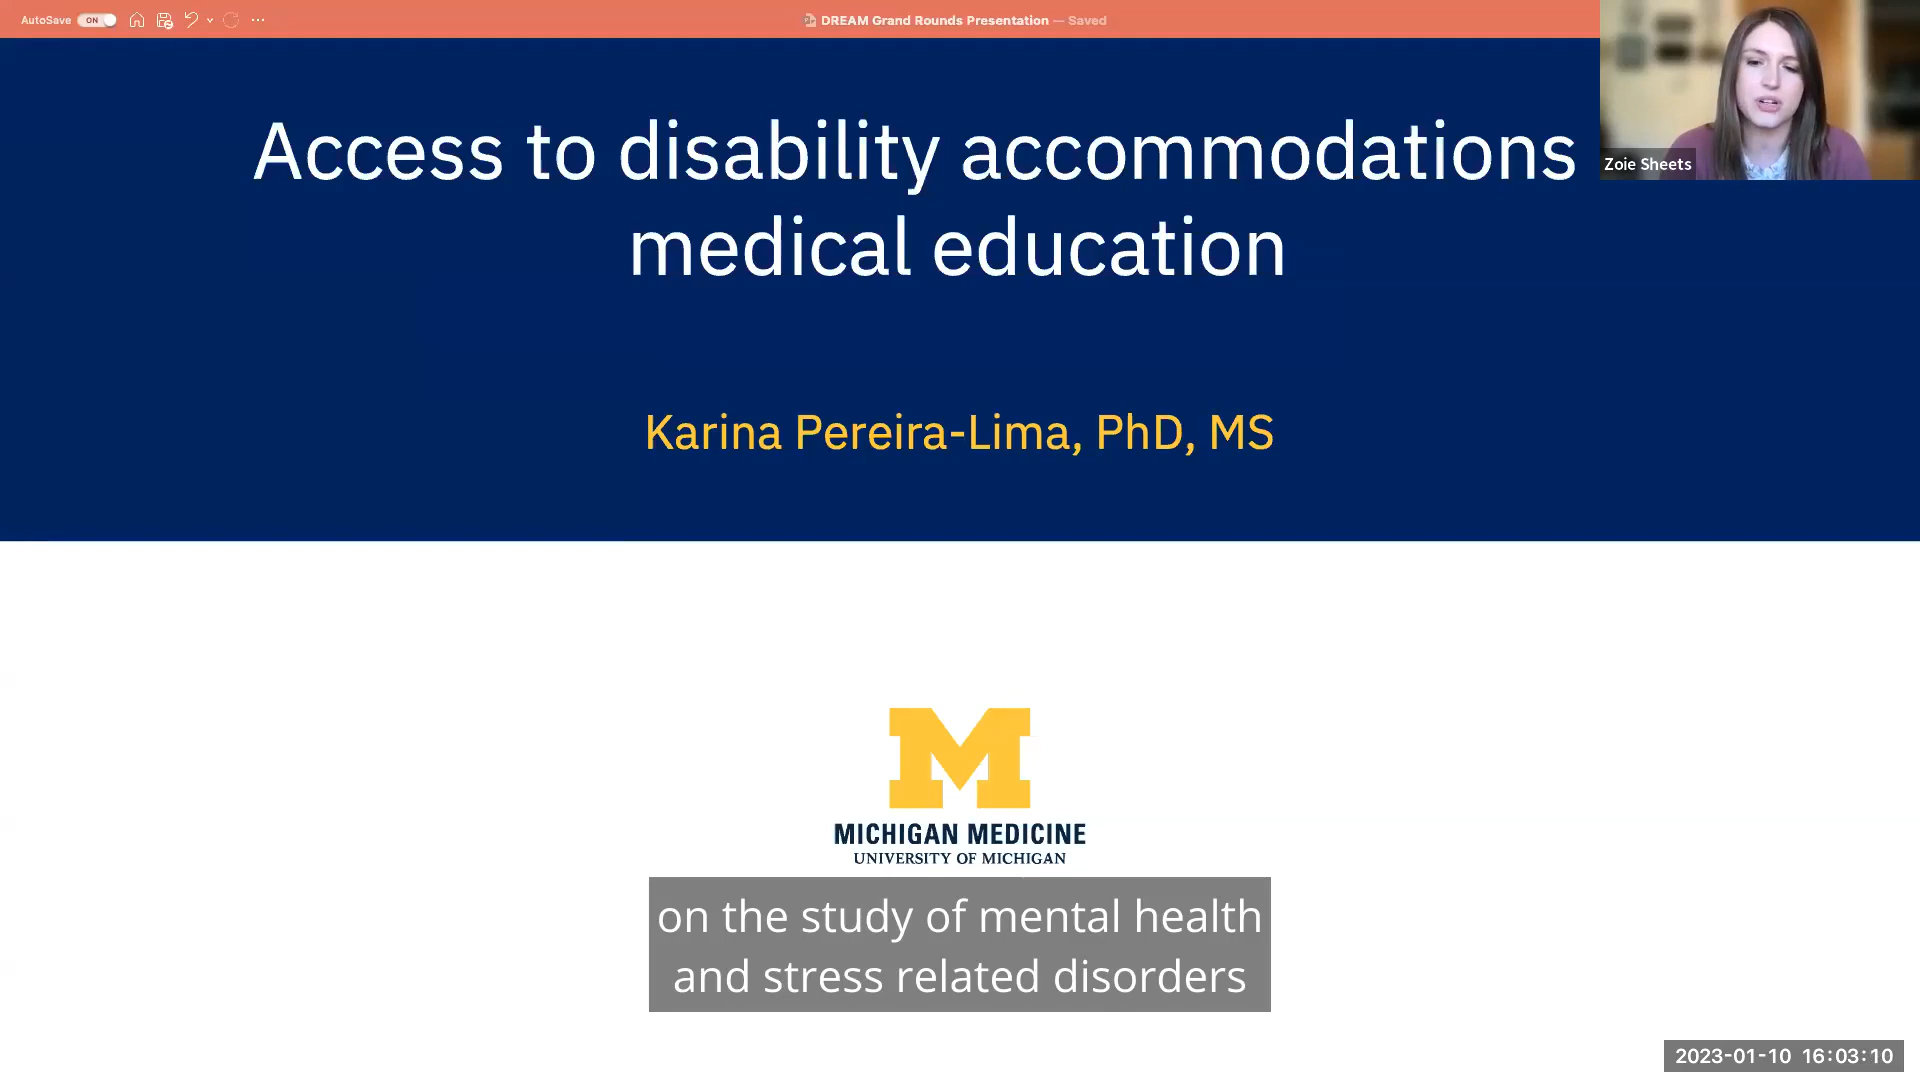 AutoSave ON
DREAM Grand Rounds Presentation — Saved
Access to disability accommodations
medical education
Zoie Sheets
Karina Pereira-Lima, PhD, MS
M
MICHIGAN MEDICINE
UNIVERSITY OF MICHIGAN
on the study of mental health
and stress related disorders
2023-01-10 16:03:10